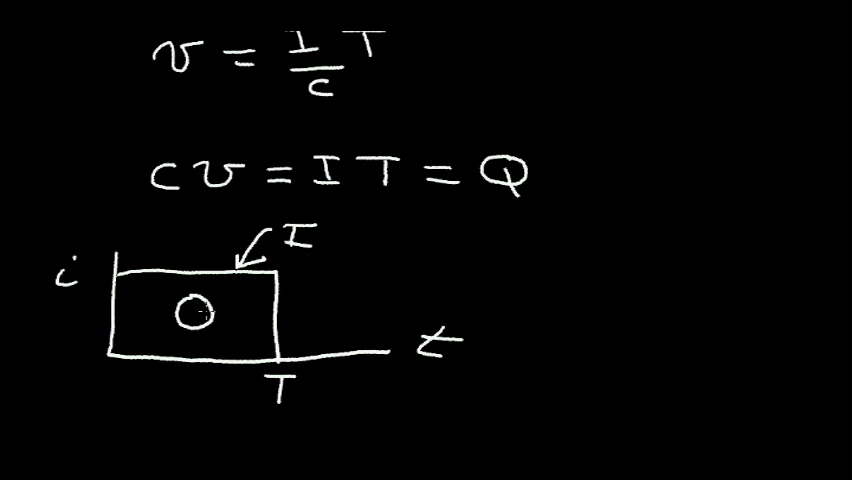 v = I/c T
cv = IT = Q
I
i
t
T